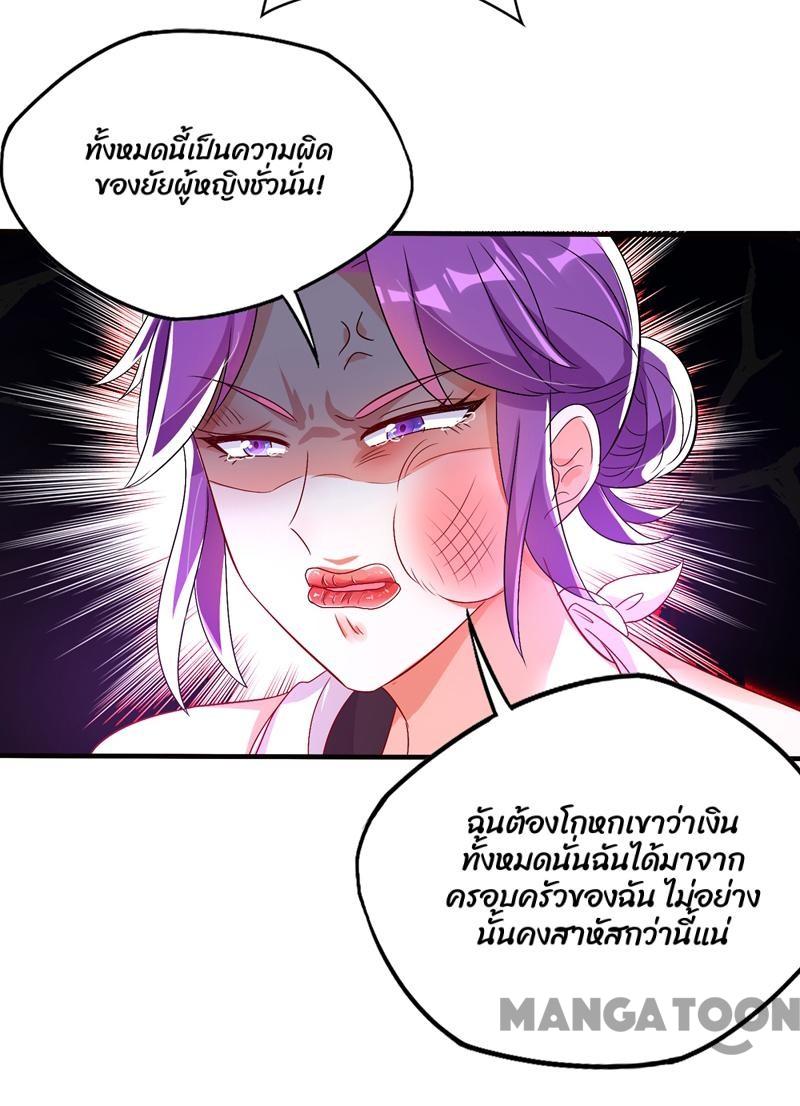 ทั้งหมดนี้เป็นความผิด
ของยัยผู้หญิงชั่วนั่น!
ฉันต้องโกหกเขาว่าเงิน
ทั้งหมดนั่นฉันได้มาจาก
ครอบครัวของฉัน ไม่อย่าง
นั้นคงสาหัสกว่านี้แน่
MANGATOON